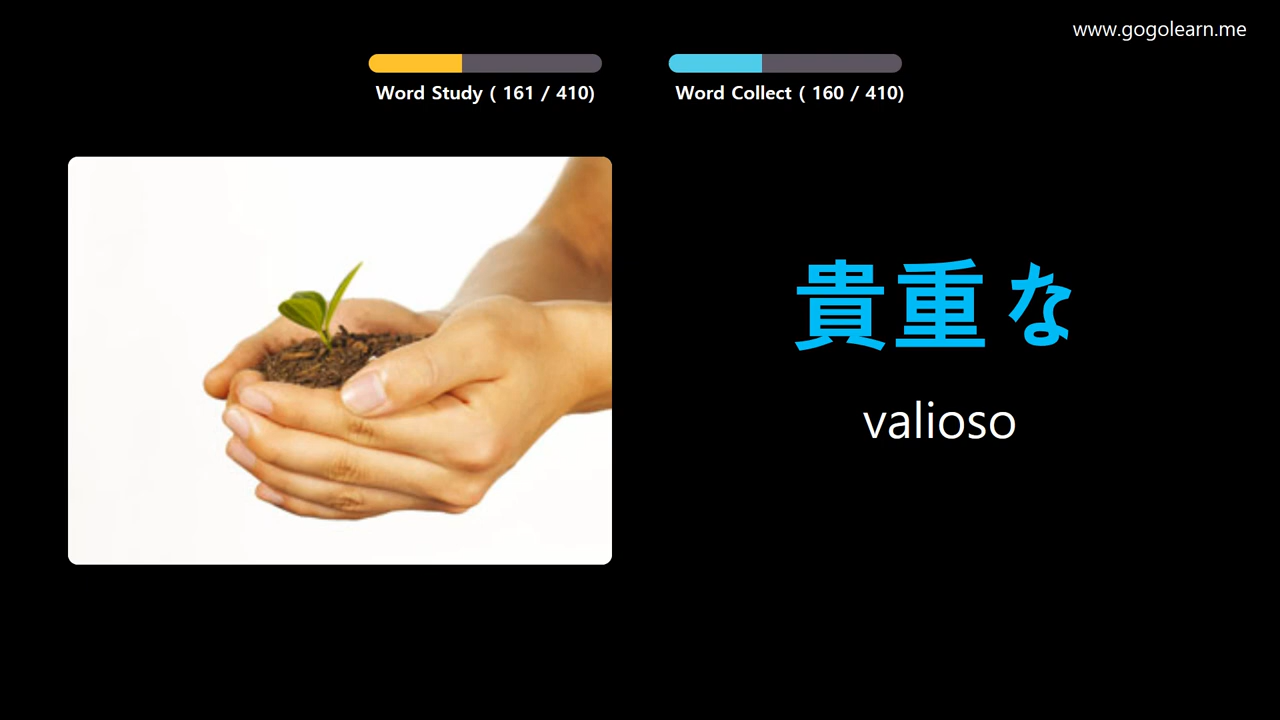 www.gogolearn.me
Word Study ( 161 / 410)
Word Collect ( 160 / 410)
貴重な
valioso